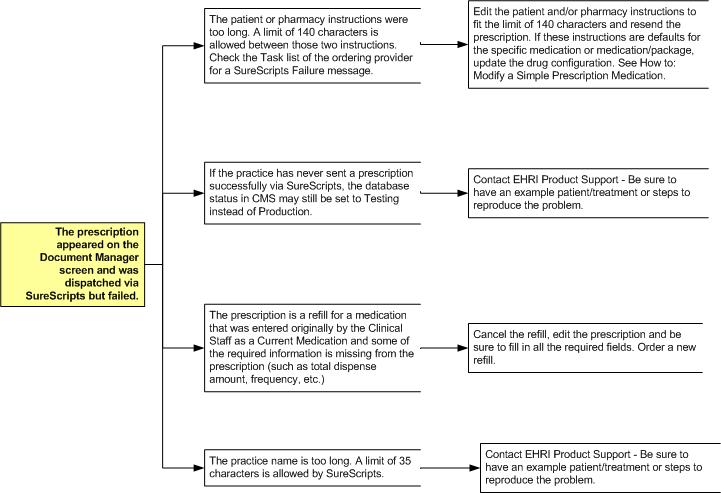 The patient or pharmacy instructions were
too long. A limit of 140 characters is
allowed between those two instructions.
Check the Task list of the ordering provider
for a SureScripts Failure message.
Edit the patient and/or pharmacy instructions to
fit the limit of 140 characters and resend the
prescription. If these instructions are defaults for
the specific medication or medication/package,
update the drug configuration. See How to:
Modify a Simple Prescription Medication.
If the practice has never sent a prescription
successfully via SureScripts, the database
status in CMS may still be set to Testing
instead of Production.
Contact EHRI Product Support - Be sure to
have an example patient/treatment or steps to
reproduce the problem.
The prescription
appeared on the
Document Manager
screen and was
dispatched via
SureScripts but failed.
The prescription is a refill for a medication
that was entered originally by the Clinical
Staff as a Current Medication and some of
the required information is missing from the
prescription (such as total dispense
amount, frequency, etc.)
Cancel the refill, edit the prescription and be
sure to fill in all the required fields. Order a new
refill.
The practice name is too long. A limit of 35
characters is allowed by SureScripts.
Contact EHRI Product Support - Be sure to
have an example patient/treatment or steps to
reproduce the problem.